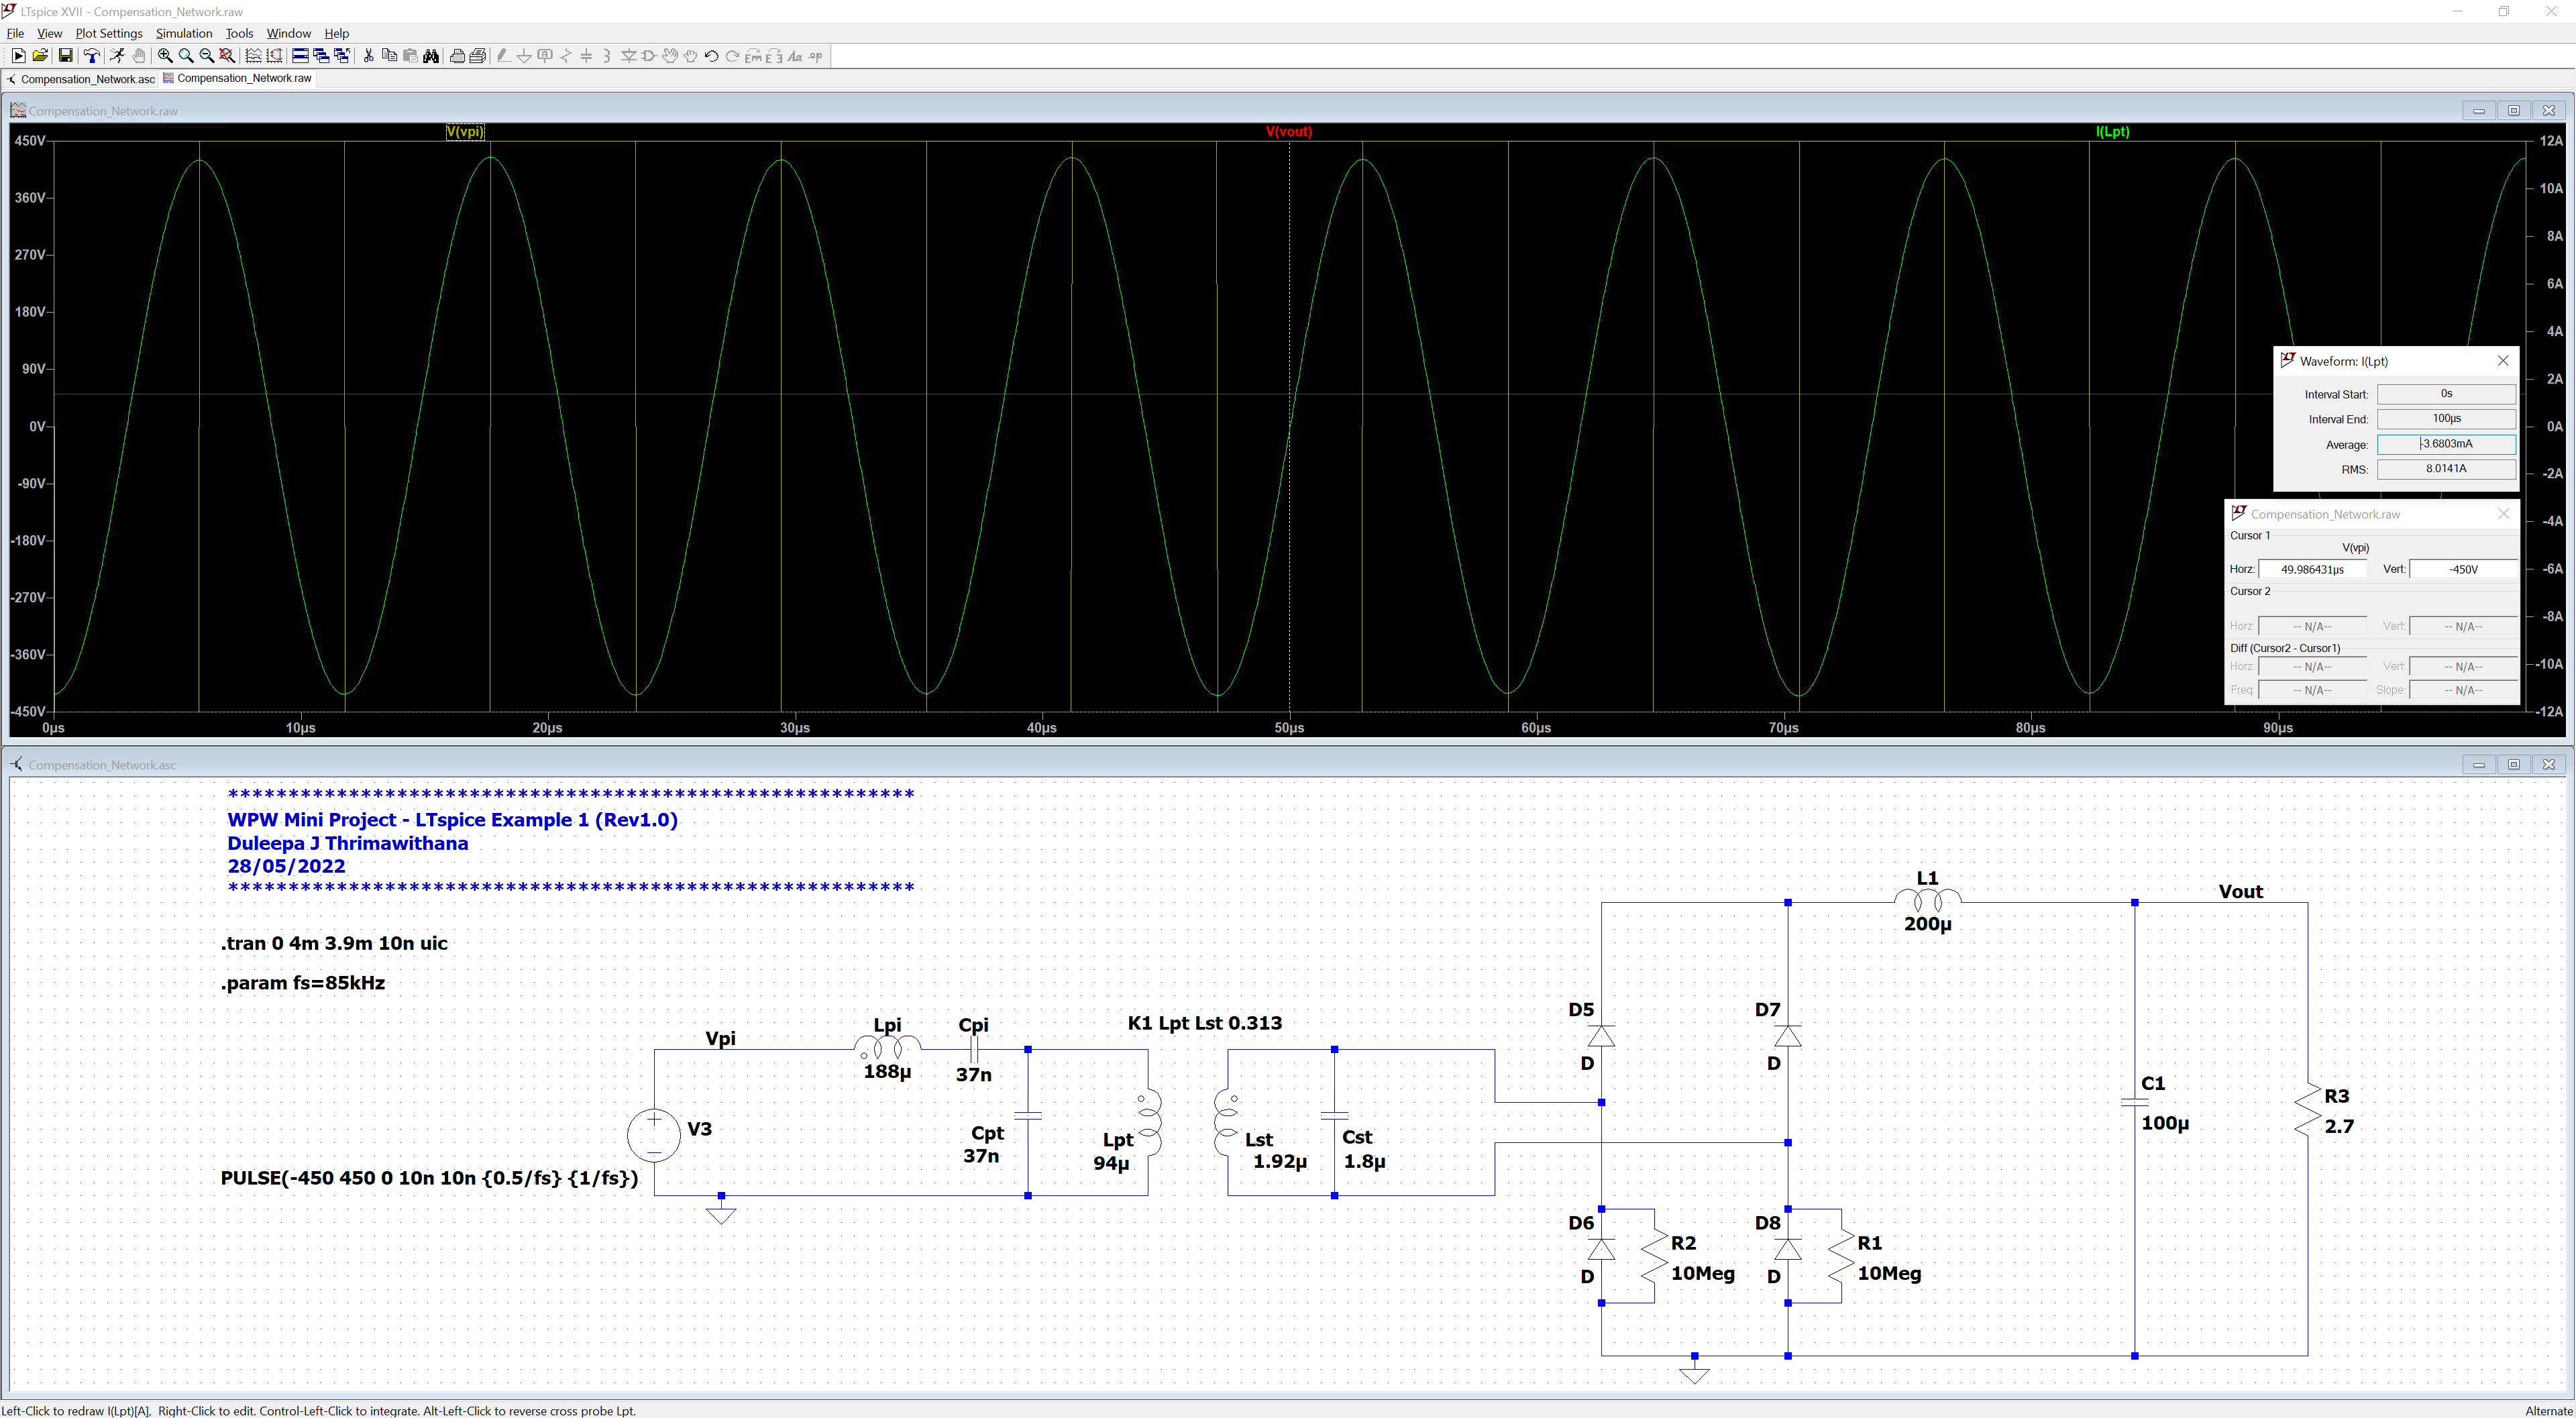 LTspice XVII - Compensation_Network.raw
File View Plot Settings Simulation Tools Window Help
Compensation_Network.asc Compensation_Network.raw
Compensation_Network.raw
V(vpi) V(vout) I(Lpt)
450V 12A
360V 10A
270V 8A
180V 6A
90V 4A
0V 2A
-90V 0A
-180V -2A
-270V -4A
-360V -6A
-450V -8A
-10A
-12A
0µs 10µs 20µs 30µs 40µs 50µs 60µs 70µs 80µs 90µs
Waveform: I(Lpt)
Interval Start: 0s
Interval End: 100µs
Average: -3.6803mA
RMS: 8.0141A
Compensation_Network.raw
Cursor 1
V(vpi)
Horz: 49.986431µs Vert: -450V
Cursor 2
Horz: -- N/A-- Vert: -- N/A--
Diff (Cursor2 - Cursor1)
Horz: -- N/A-- Vert: -- N/A--
Freq: -- N/A-- Slope: -- N/A--
Compensation_Network.asc
*********************************************************
WPW Mini Project - LTspice Example 1 (Rev1.0)
Duleepa J Thrimawithana
28/05/2022
*********************************************************
.tran 0 4m 3.9m 10n uic
.param fs=85kHz
Vpi
V3
PULSE(-450 450 0 10n 10n {0.5/fs} {1/fs})
Lpi
188µ
Cpi
37n
Cpt
37n
K1 Lpt Lst 0.313
Lpt
94µ
Lst
1.92µ
Cst
1.8µ
D5
D
D7
D
D6
D
R2
10Meg
D8
D
R1
10Meg
L1
200µ
Vout
C1
100µ
R3
2.7
Left-Click to redraw I(Lpt)[A], Right-Click to edit. Control-Left-Click to integrate. Alt-Left-Click to reverse cross probe Lpt.
Alternate